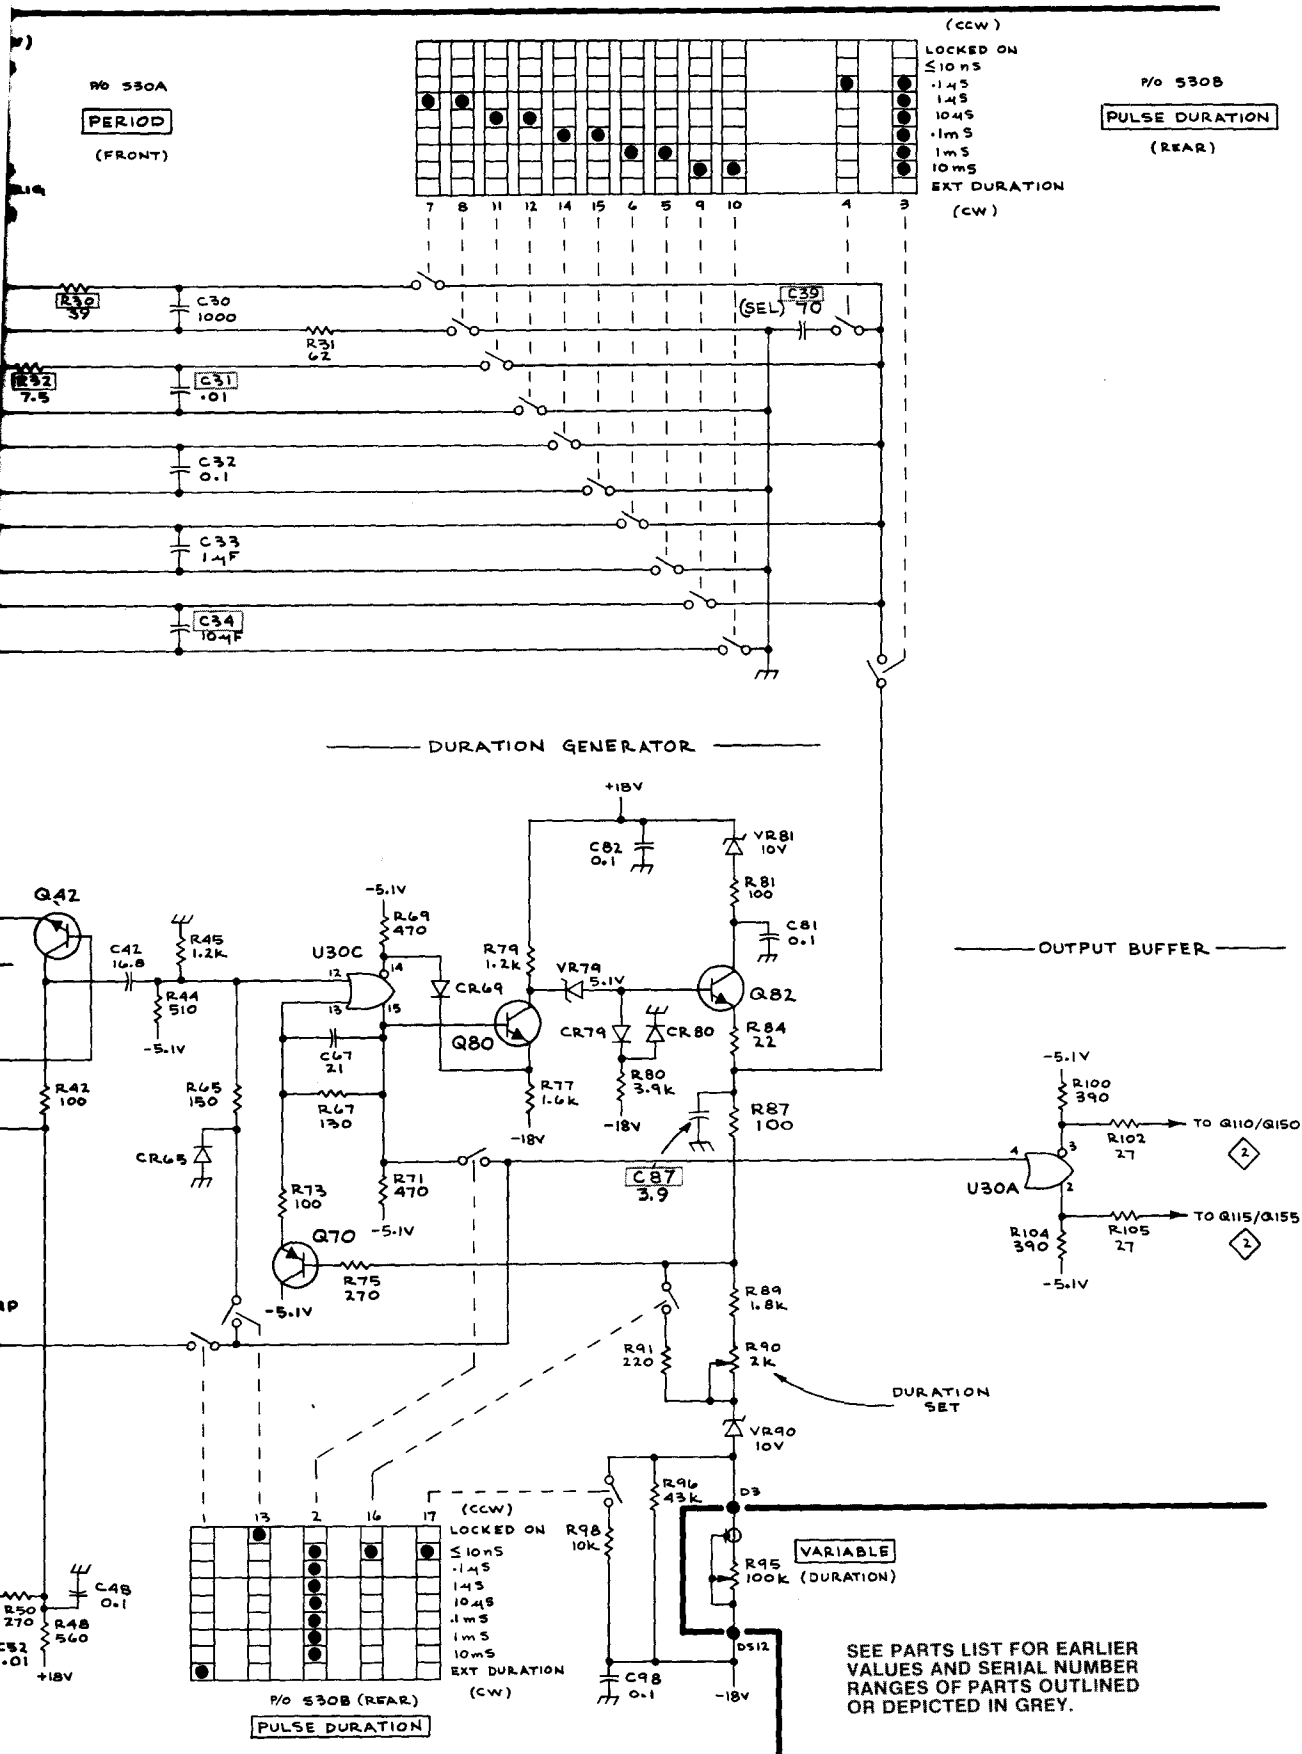 (CCW)
LOCKED ON
≤10nS
.1µS
1µS
10µS
.1mS
1mS
10mS
EXT DURATION
(CW)
P/O S30A
PERIOD
(FRONT)
P/O S30B
PULSE DURATION
(REAR)
7 8 11 12 14 15 6 5 9 10 4 3
R30
39
C30
1000
R31
62
(SEL)
C39
70
R32
7.5
C31
.01
C32
0.1
C33
1µF
C34
10µF
DURATION GENERATOR
+18V
C82
0.1
VR81
10V
R81
100
C81
0.1
Q42
-5.1V
R69
470
C42
16.8
R45
1.2K
U30C
12
14
13
15
R44
510
-5.1V
CR69
R79
1.2K
VR79
5.1V
Q82
OUTPUT BUFFER
C67
21
Q80
CR79
CR80
R84
22
R42
100
R65
150
R67
130
R77
1.6K
-18V
R80
3.9K
-18V
R87
100
C87
3.9
CR65
R73
100
R71
470
-5.1V
-5.1V
R100
390
R102
27
TO Q110/Q150
2
4
3
2
U30A
R104
390
R105
27
TO Q115/Q155
2
-5.1V
Q70
-5.1V
R75
270
R89
1.8K
R91
220
R90
2K
DURATION
SET
VR90
10V
R96
43K
D3
R98
10K
VARIABLE
R95
100K (DURATION)
DS12
C98
0.1
-18V
13 2 16 17
(CCW)
LOCKED ON
≤10nS
.1µS
1µS
10µS
.1mS
1mS
10mS
EXT DURATION
(CW)
P/O S30B (REAR)
PULSE DURATION
C48
0.1
R50
270
R48
560
.01
+18V
SEE PARTS LIST FOR EARLIER
VALUES AND SERIAL NUMBER
RANGES OF PARTS OUTLINED
OR DEPICTED IN GREY.